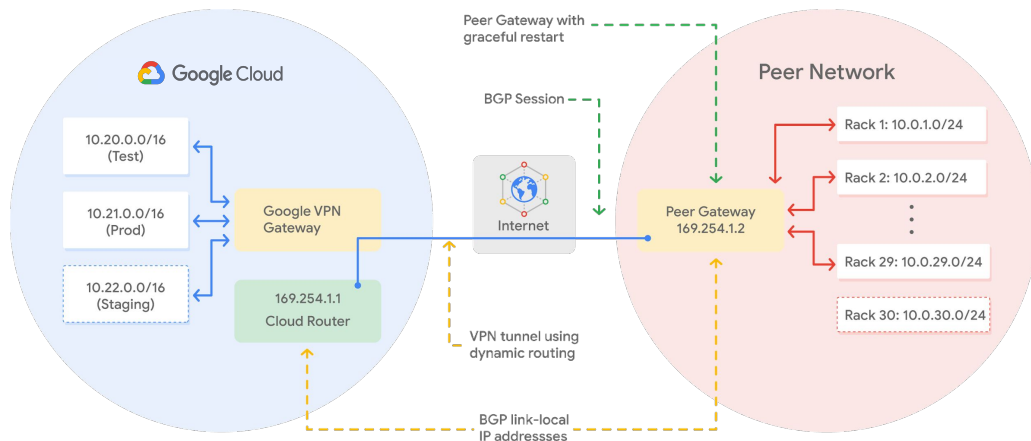 Peer Gateway with
graceful restart
Google Cloud
Peer Network
BGP Session
10.20.0.0/16
(Test)
10.21.0.0/16
(Prod)
10.22.0.0/16
(Staging)
Google VPN
Gateway
169.254.1.1
Cloud Router
Internet
Peer Gateway
169.254.1.2
Rack 1: 10.0.1.0/24
Rack 2: 10.0.2.0/24
Rack 29: 10.0.29.0/24
Rack 30: 10.0.30.0/24
VPN tunnel using
dynamic routing
BGP link-local
IP addressses